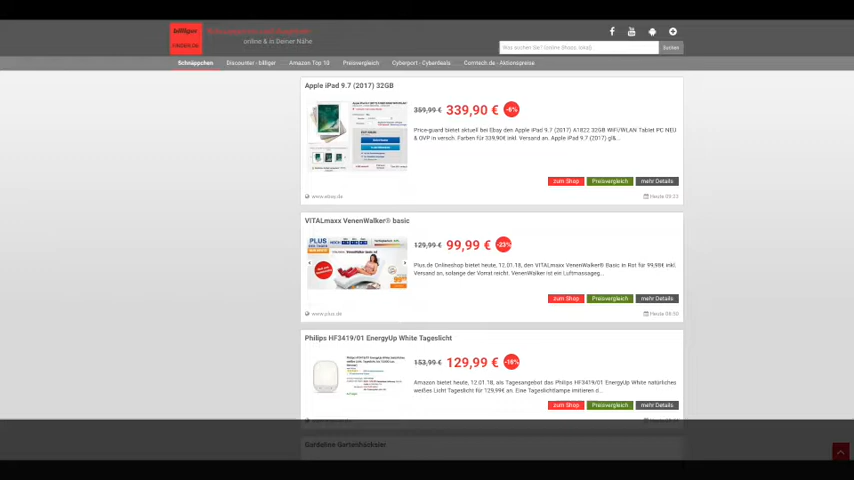 billiger
FINDER.DE
online & in Deiner Nähe
Was suchen Sie? (online Shops, lokal)
Suchen
Schnäppchen
Discounter - billiger
Amazon Top 10
Preisvergleich
Cyberport - Cyberdeals
Comtech.de - Aktionspreise
Apple iPad 9.7 (2017) 32GB
359,99 € 339,90 € -6%
Price-guard bietet aktuell bei Ebay den Apple iPad 9.7 (2017) A1822 32GB WiFi/WLAN Tablet PC NEU
& OVP in versch. Farben für 339,90€ inkl. Versand an. Apple iPad 9.7 (2017) gl&...
zum Shop
Preisvergleich
mehr Details
www.ebay.de
Heute 09:23
VITALmaxx VenenWalker® basic
129,99 € 99,99 € -23%
PLUS
Plus.de Onlineshop bietet heute, 12.01.18, den VITALmaxx VenenWalker® Basic in Rot für 99,99€ inkl.
Versand an, solange der Vorrat reicht. VenenWalker ist ein Luftmassageg...
zum Shop
Preisvergleich
mehr Details
www.plus.de
Heute 08:50
Philips HF3419/01 EnergyUp White Tageslicht
153,99 € 129,99 € -16%
Amazon bietet heute, 12.01.18, als Tagesangebot das Philips HF3419/01 EnergyUp White natürliches
weißes Licht Tageslicht für 129,99€ an. Eine Tageslichtlampe imitieren d...
zum Shop
Preisvergleich
mehr Details
Gardeline Gartenhäcksler